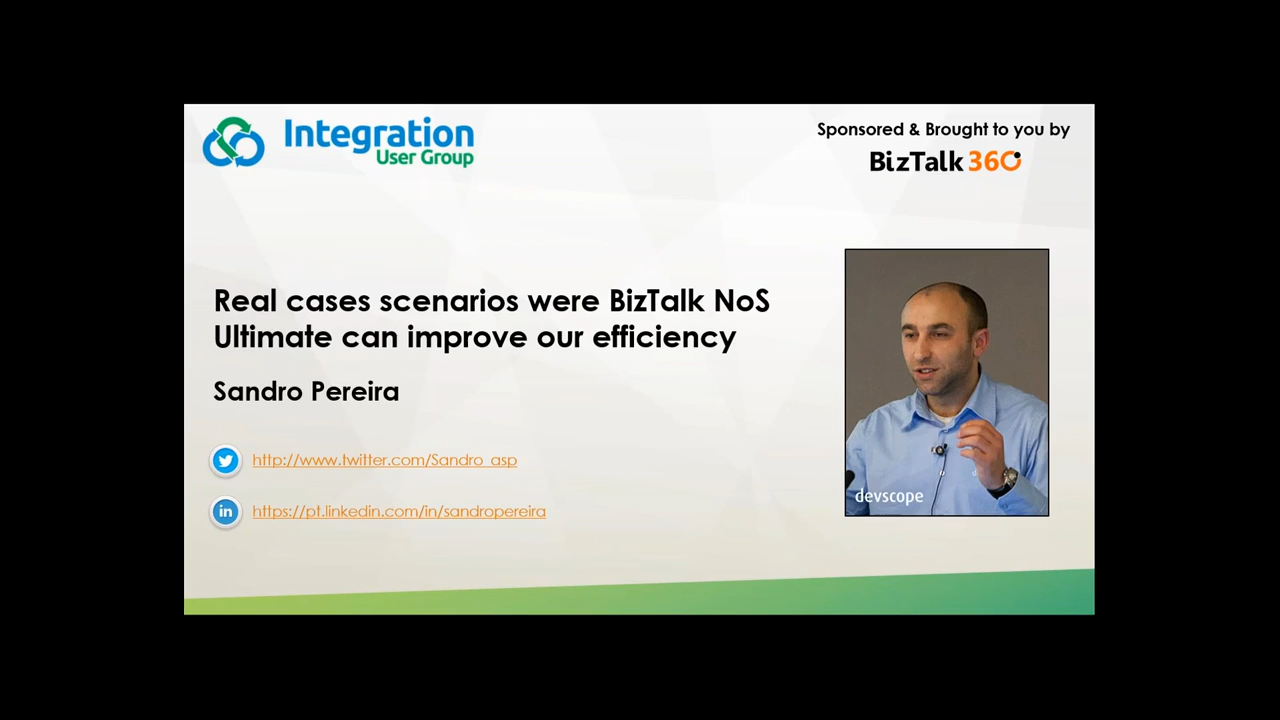 Integration
User Group
Sponsored & Brought to you by
BizTalk 360
Real cases scenarios were BizTalk NoS
Ultimate can improve our efficiency
Sandro Pereira
http://www.twitter.com/Sandro_asp
in https://pt.linkedin.com/in/sandropereira
devscope